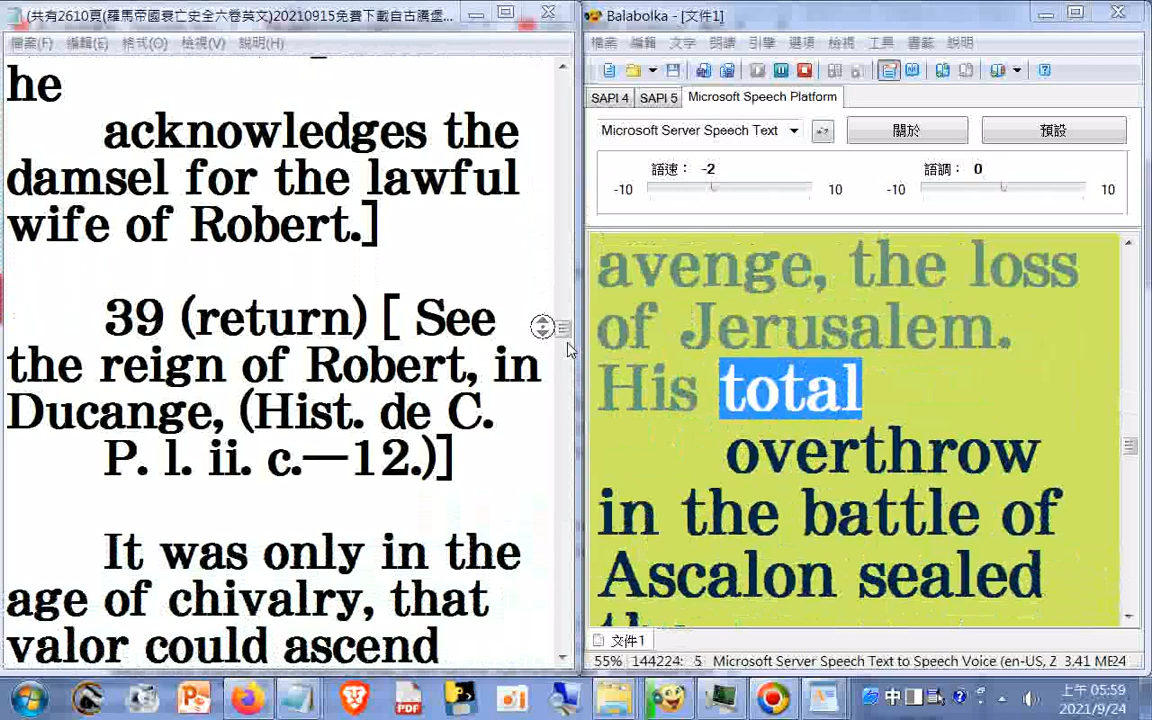 (共有2610頁(羅馬帝國衰亡史全六卷英文)20210915免費下載自古騰堡...
檔案(F) 編輯(E) 格式(O) 檢視(V) 說明(H)
he
acknowledges the
damsel for the lawful
wife of Robert.]
39 (return) [ See
the reign of Robert, in
Ducange, (Hist. de C.
P. l. ii. c.—12.)]
It was only in the
age of chivalry, that
valor could ascend
Balabolka - [文件1]
檔案 編輯 文字 朗讀 引擎 選項 檢視 工具 書籤 說明
SAPI 4 SAPI 5 Microsoft Speech Platform
Microsoft Server Speech Text 關於 預設
語速： -2 語調： 0
-10 10 -10 10
avenge, the loss
of Jerusalem.
His total
overthrow
in the battle of
Ascalon sealed
文件1
55% 144224: 5 Microsoft Server Speech Text to Speech Voice (en-US, Z 3,41 ME24
PDF 中 上午 05:59
2021/9/24